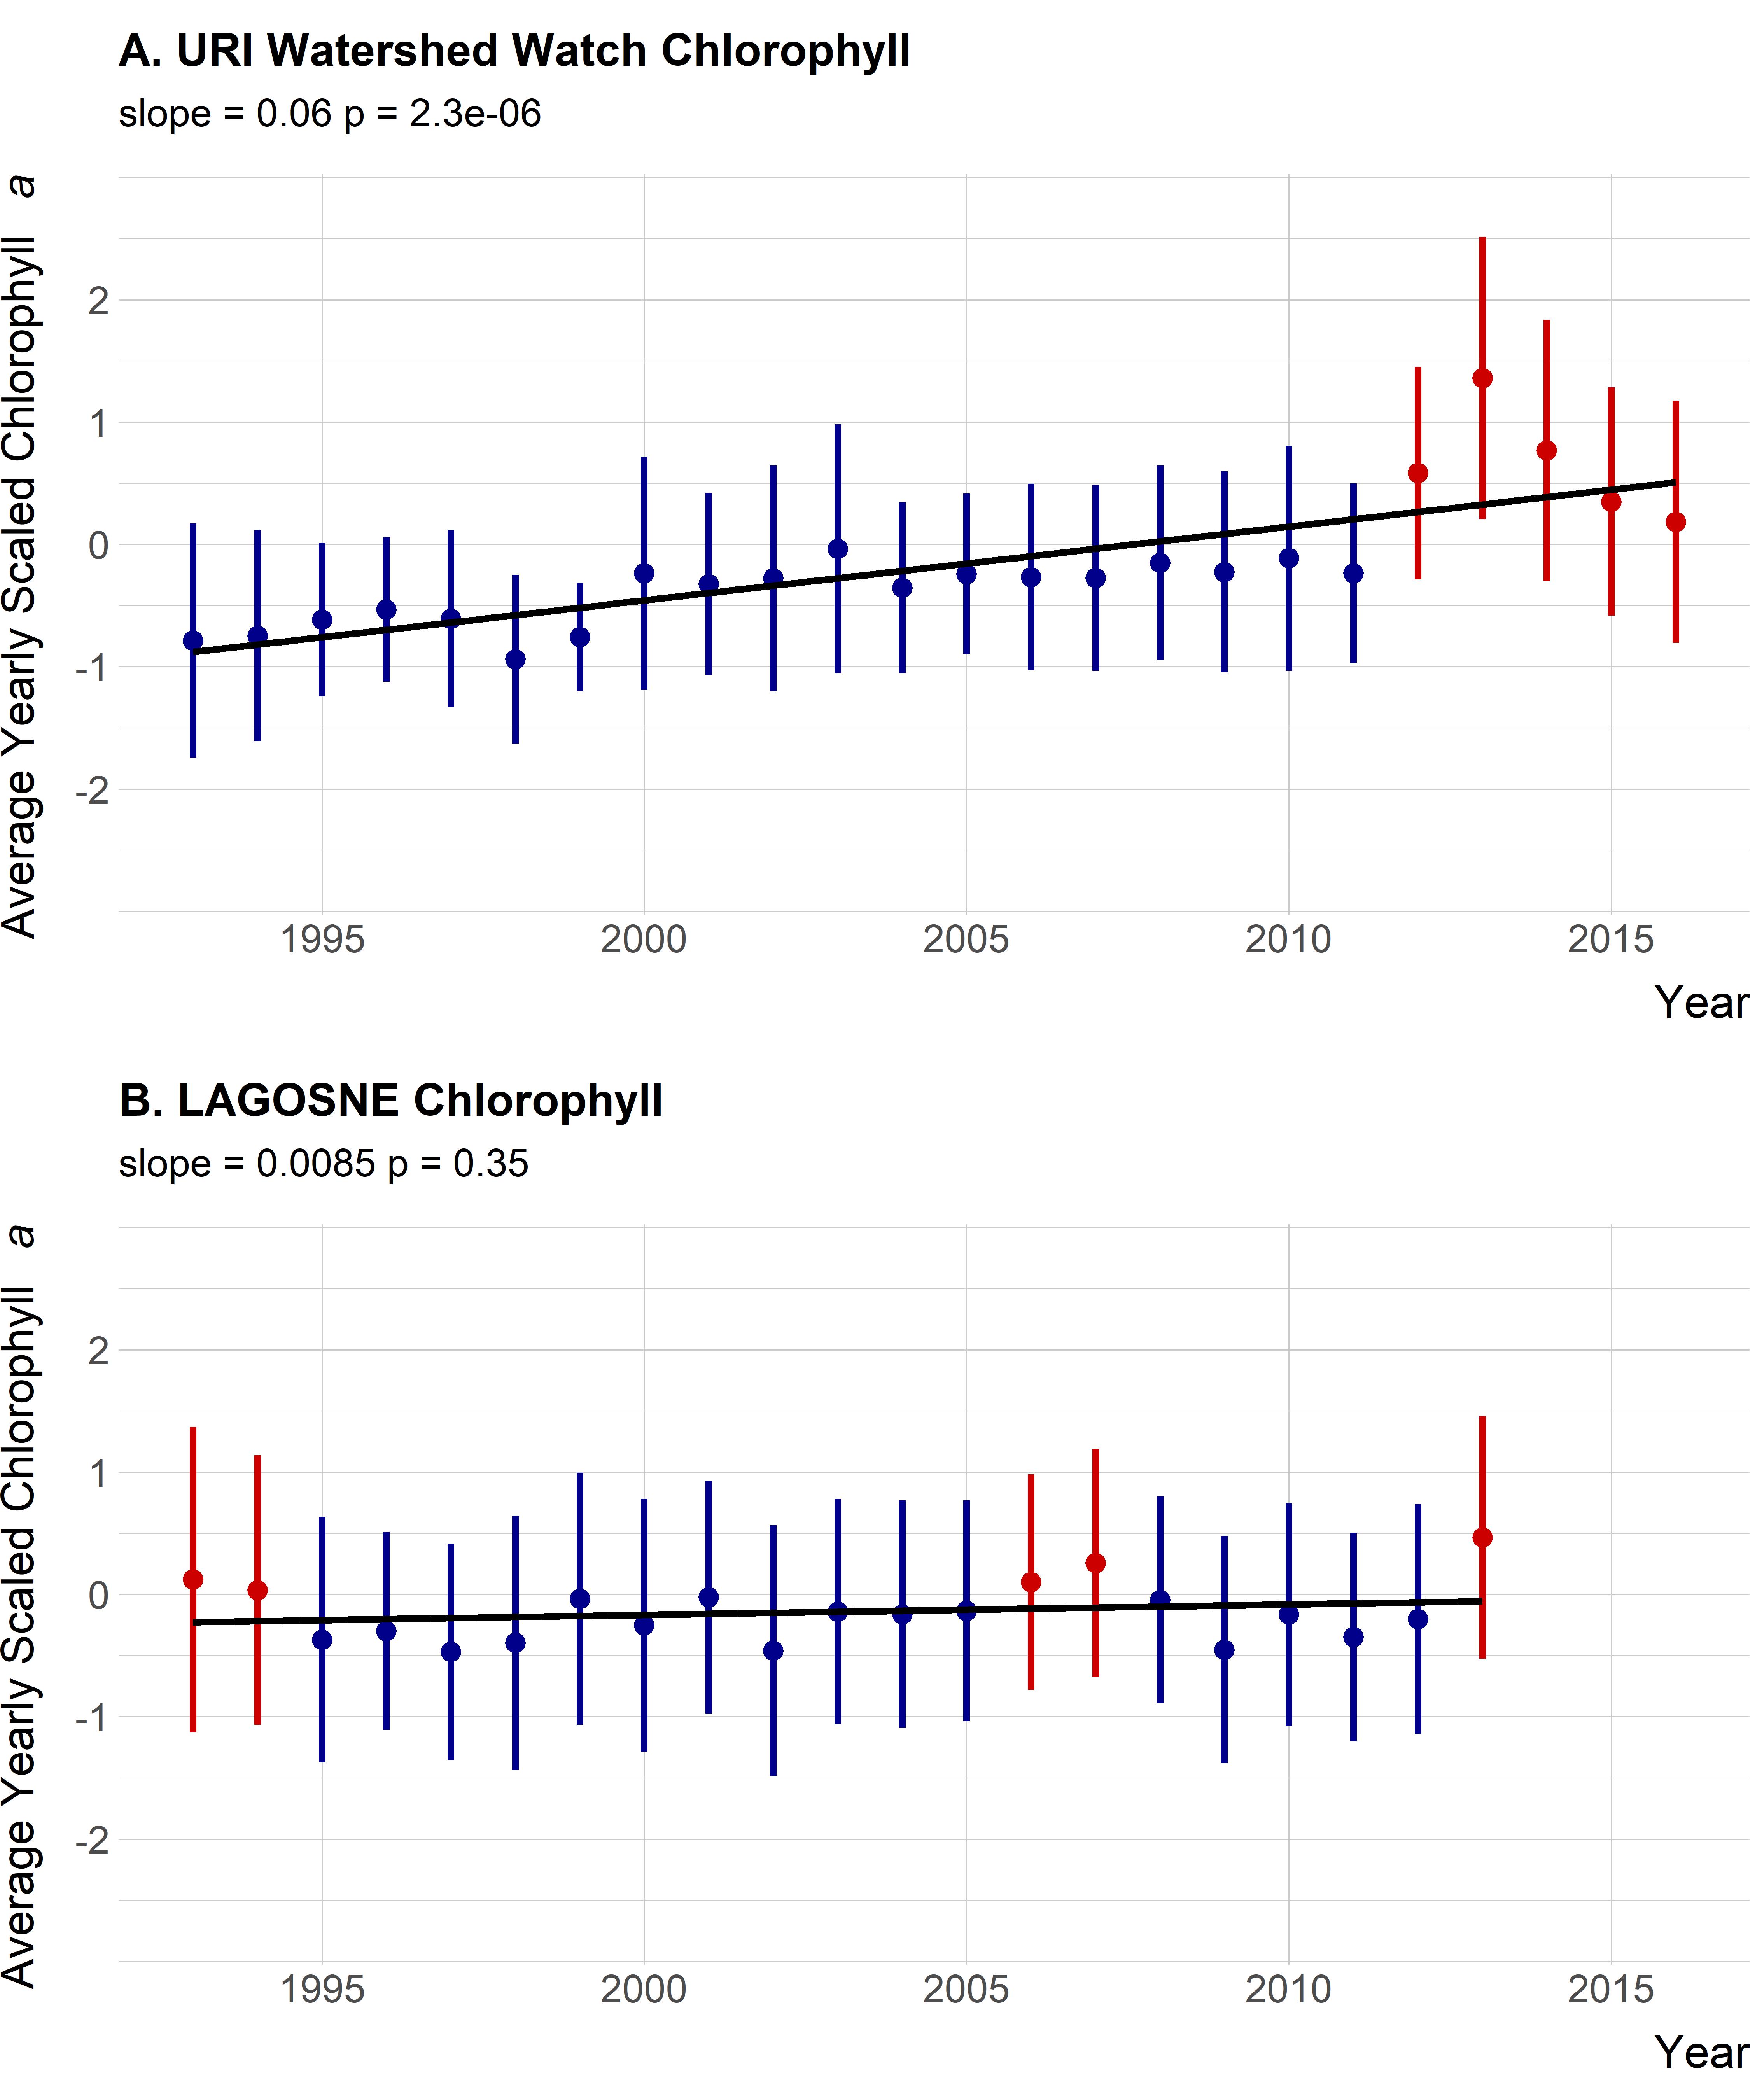 A. URI Watershed Watch Chlorophyll
slope = 0.06 p = 2.3e-06
Average Yearly Scaled Chlorophyll a
2
1
0
-1
-2
1995 2000 2005 2010 2015
Year
B. LAGOSNE Chlorophyll
slope = 0.0085 p = 0.35
Average Yearly Scaled Chlorophyll a
2
1
0
-1
-2
1995 2000 2005 2010 2015
Year